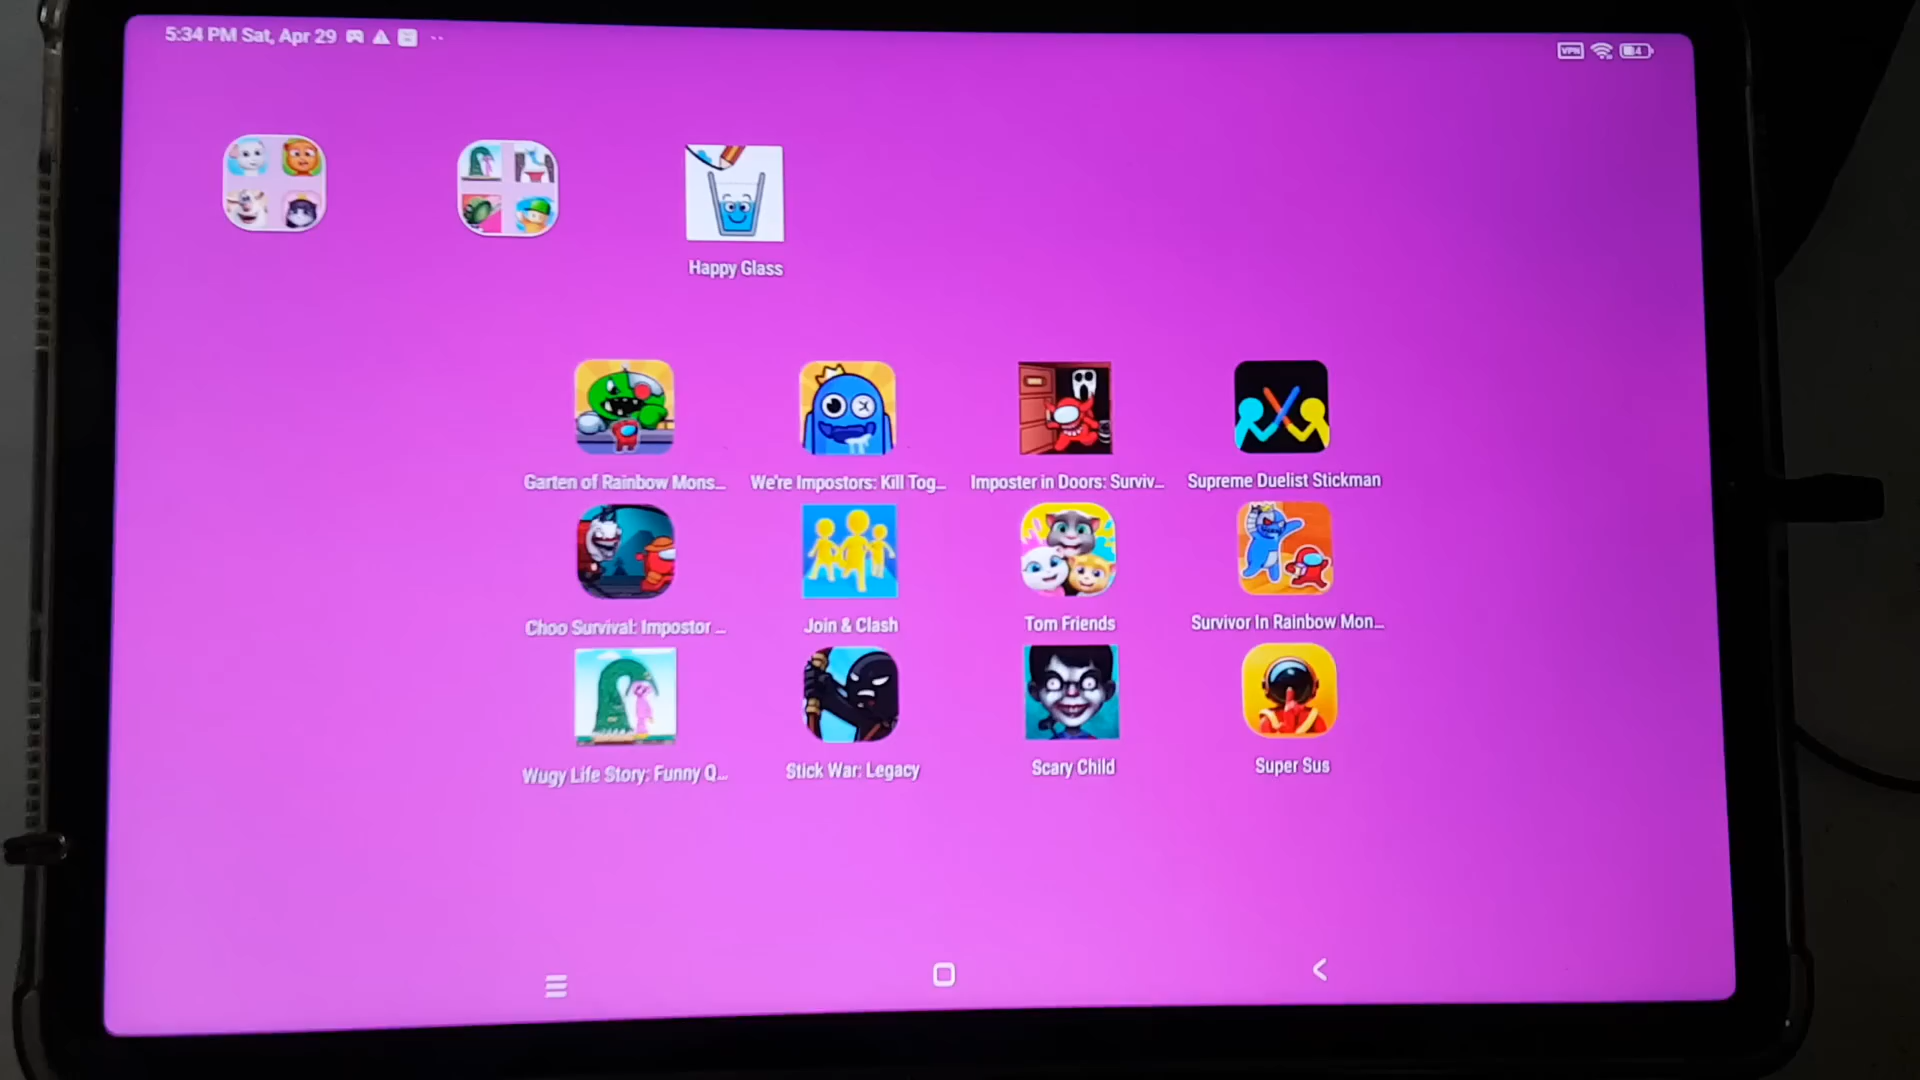 5:34 PM Sat, Apr 29
VPN
Happy Glass
Garten of Rainbow Mons...
We're Impostors: Kill Tog...
Imposter in Doors: Surviv...
Supreme Duelist Stickman
Choo Survival: Impostor ...
Join & Clash
Tom Friends
Survivor In Rainbow Mon...
Wugy Life Story: Funny Q...
Stick War: Legacy
Scary Child
Super Sus